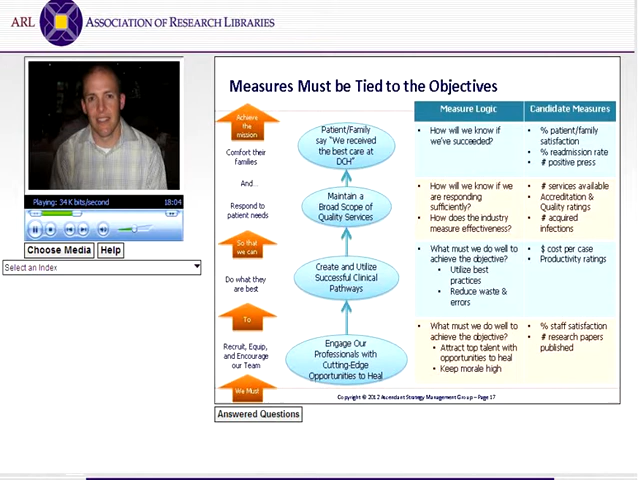 ARL ASSOCIATION OF RESEARCH LIBRARIES
Playing: 34 K bits/second 18:04
Choose Media Help
Select an Index
Measures Must be Tied to the Objectives
Achieve
the
mission
Comfort their
families
And...
Respond to
patient needs
So that
we can
Do what they
are best
To
Recruit, Equip,
and Encourage
our Team
We Must
Patient/Family
say "We received
the best care at
DCH"
Maintain a
Broad Scope of
Quality Services
Create and Utilize
Successful Clinical
Pathways
Engage Our
Professionals with
Cutting-Edge
Opportunities to Heal
Measure Logic
• How will we know if
we've succeeded?
• How will we know if we
are responding
sufficiently?
• How does the industry
measure effectiveness?
• What must we do well to
achieve the objective?
• Utilize best
practices
• Reduce waste &
errors
• What must we do well to
achieve the objective?
• Attract top talent with
opportunities to heal
• Keep morale high
Candidate Measures
• % patient/family
satisfaction
• % readmission rate
• # positive press
• # services available
• Accreditation &
Quality ratings
• # acquired
infections
• $ cost per case
• Productivity ratings
• % staff satisfaction
• # research papers
published
Copyright © 2012 Ascendant Strategy Management Group – Page 17
Answered Questions